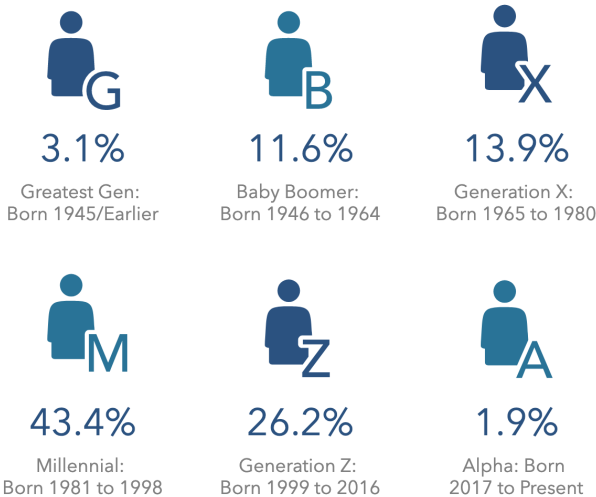 G
3.1%
Greatest Gen:
Born 1945/Earlier
B
11.6%
Baby Boomer:
Born 1946 to 1964
X
13.9%
Generation X:
Born 1965 to 1980
M
43.4%
Millennial:
Born 1981 to 1998
Z
26.2%
Generation Z:
Born 1999 to 2016
A
1.9%
Alpha: Born
2017 to Present